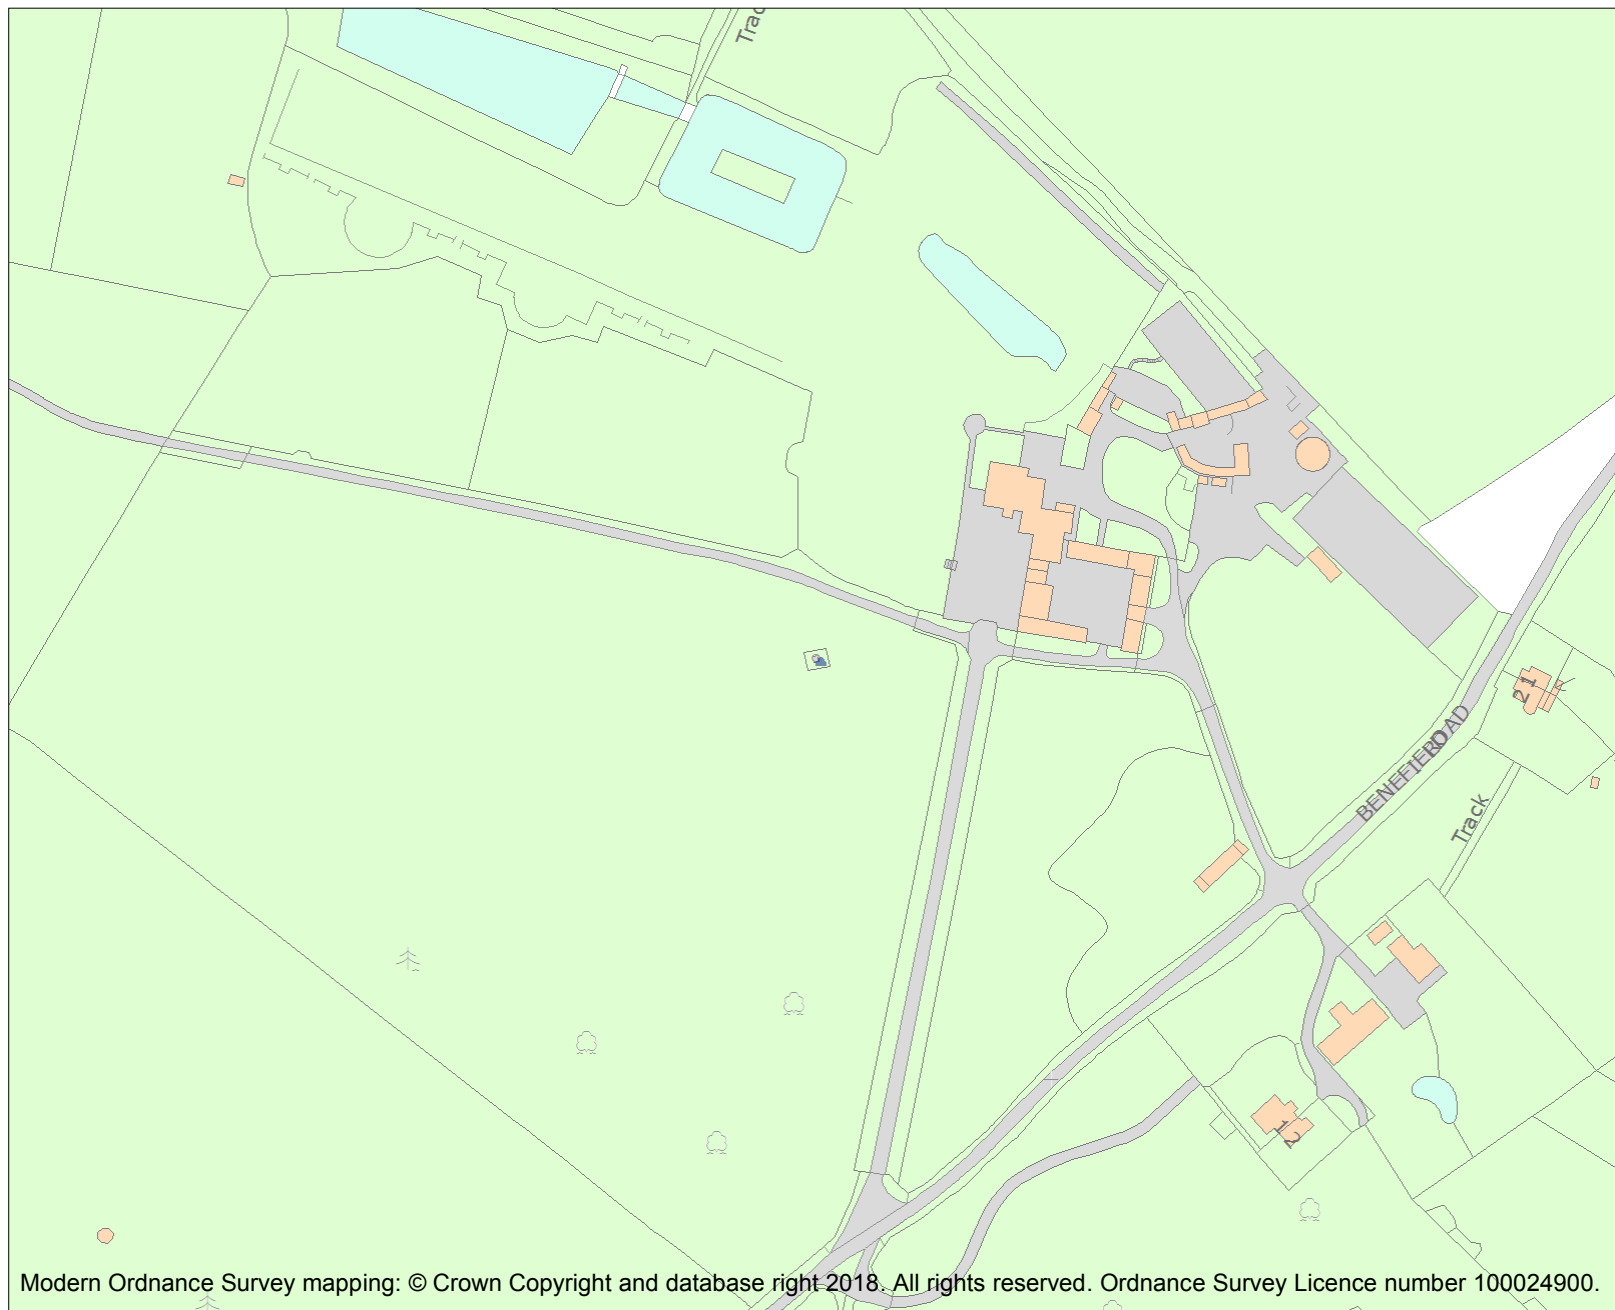 Trac
2 1
BENEFIELD
ROAD
Track
1 2
Modern Ordnance Survey mapping: © Crown Copyright and database right 2018. All rights reserved. Ordnance Survey Licence number 100024900.